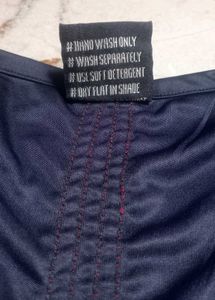 # HAND WASH ONLY
# WASH SEPARATELY
# USE SOFT DETERGENT
# DRY FLAT IN SHADE